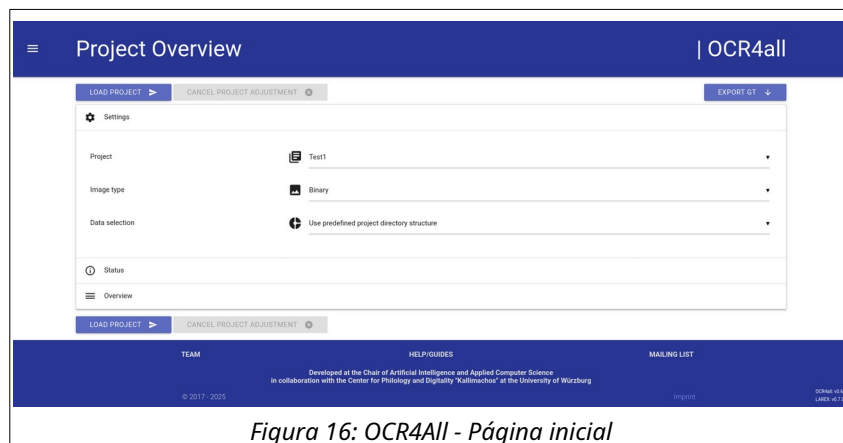 Project Overview
| OCR4all
LOAD PROJECT
CANCEL PROJECT ADJUSTMENT
EXPORT GT
Settings
Project
Test1
Image type
Binary
Data selection
Use predefined project directory structure
Status
Overview
LOAD PROJECT
CANCEL PROJECT ADJUSTMENT
TEAM
HELP/GUIDES
MAILING LIST
Developed at the Chair of Artificial Intelligence and Applied Computer Science
in collaboration with the Center for Philology and Digitality "Kallimachos" at the University of Würzburg
© 2017 - 2025
Imprint
Figura 16: OCR4All - Página inicial